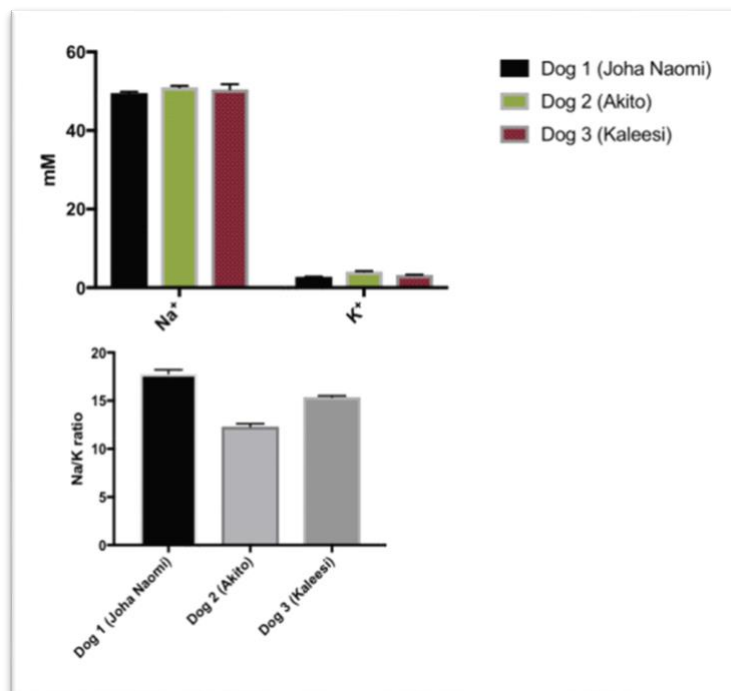 60
40
20
0
mM
Na⁺
K⁺
Dog 1 (Joha Naomi)
Dog 2 (Akito)
Dog 3 (Kaleesi)
20
15
10
5
0
Na/K ratio
Dog 1 (Joha Naomi)
Dog 2 (Akito)
Dog 3 (Kaleesi)